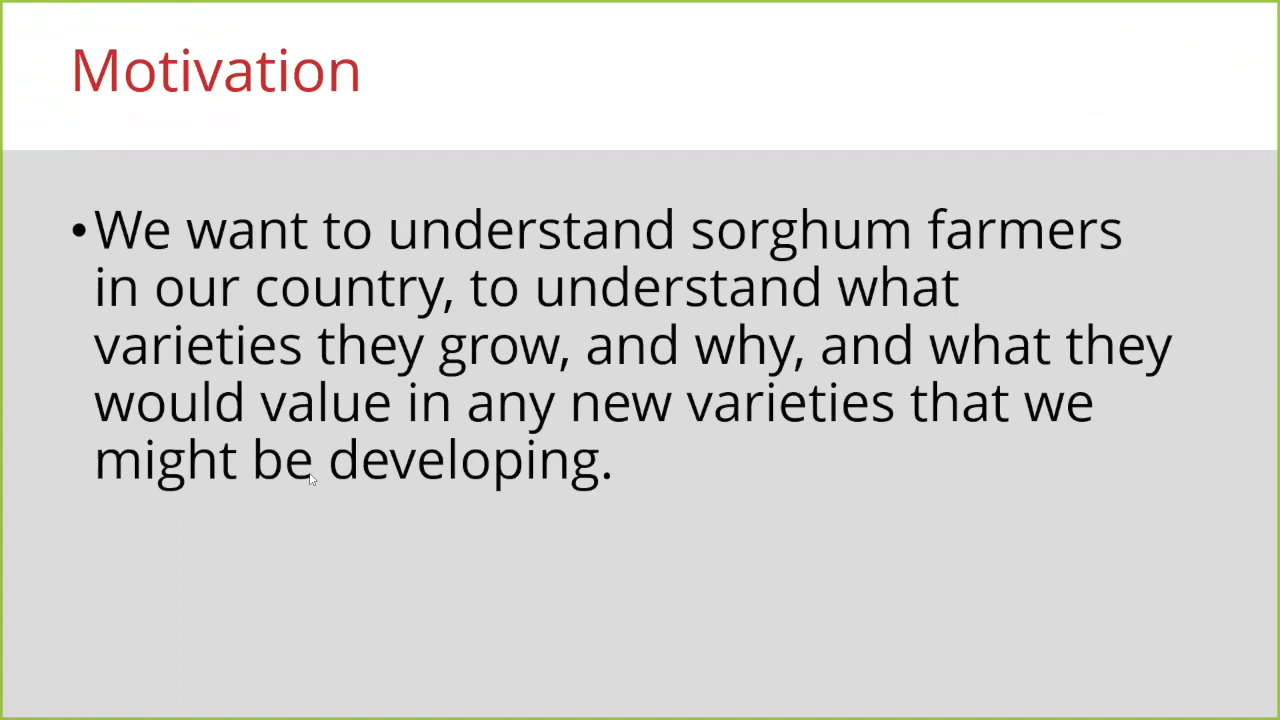 Motivation
•We want to understand sorghum farmers
in our country, to understand what
varieties they grow, and why, and what they
would value in any new varieties that we
might be developing.